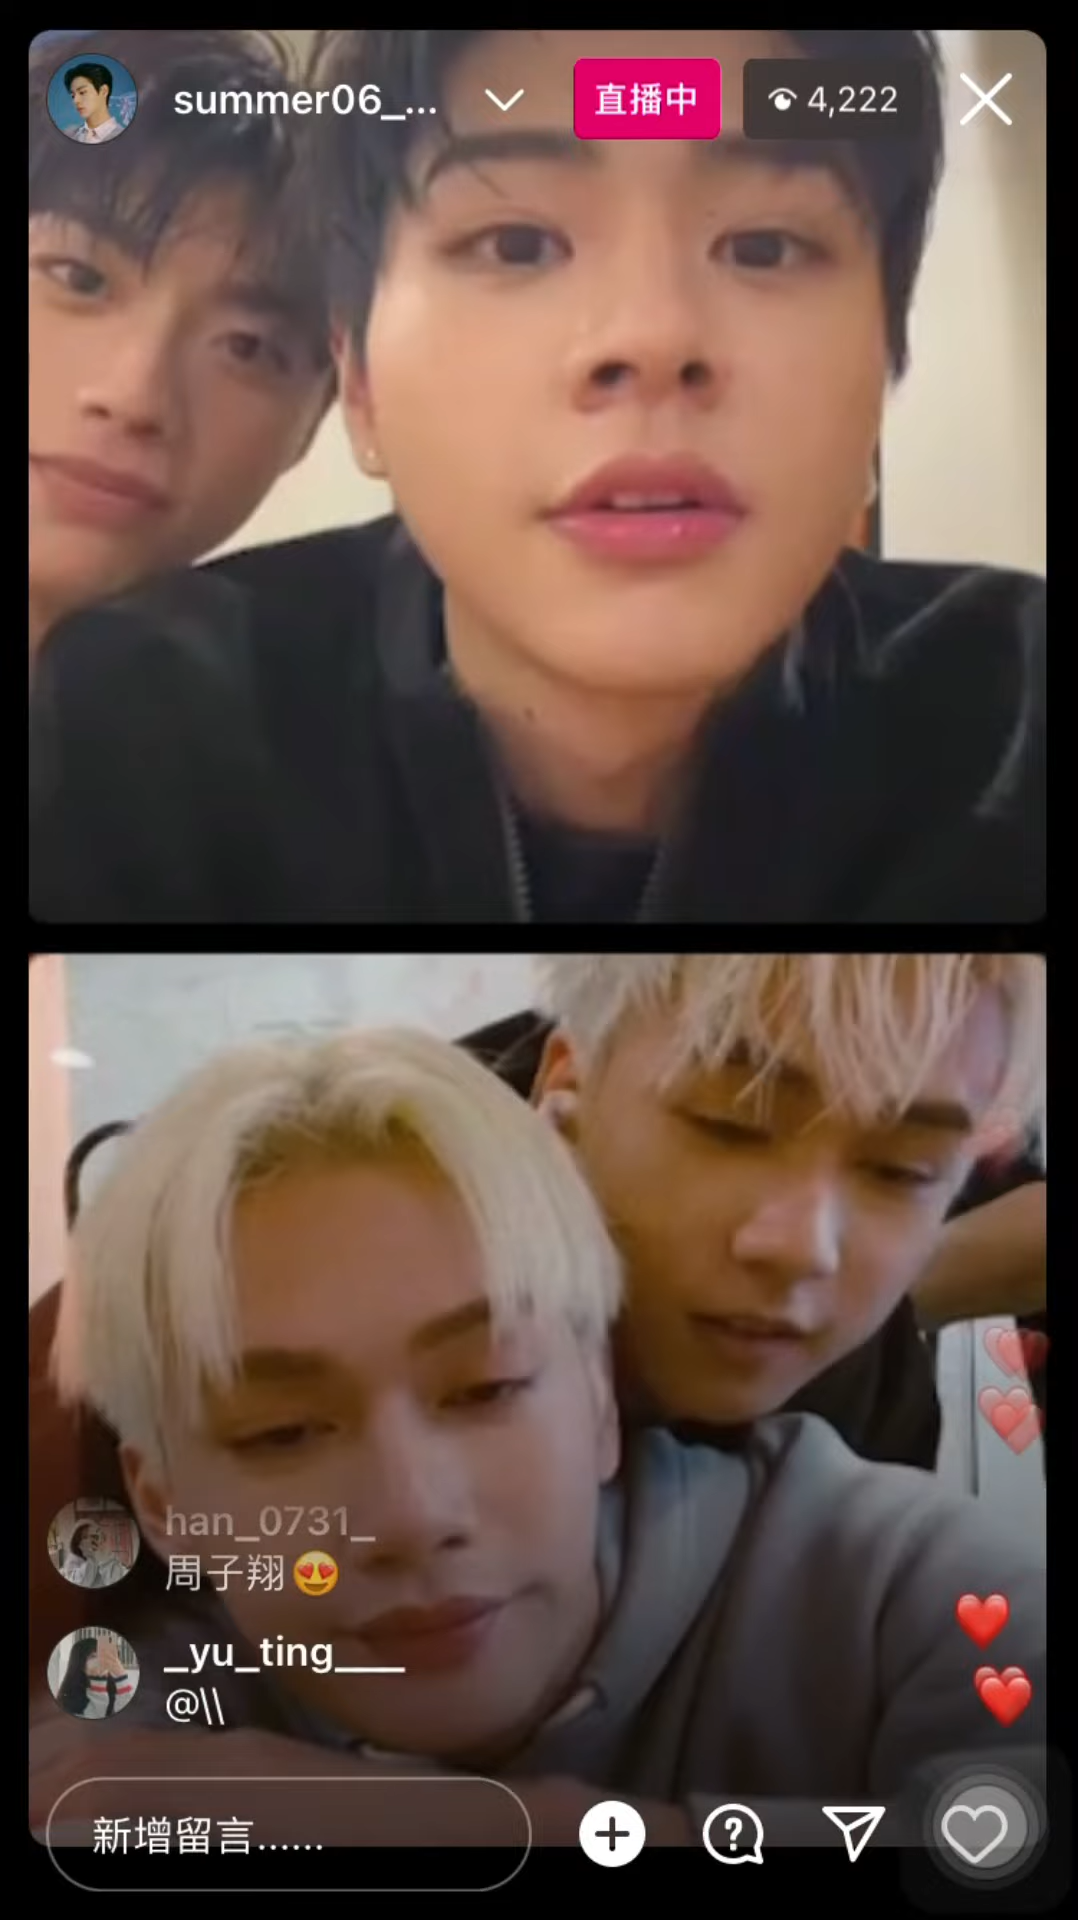 summer06_...
直播中
4,222
han_0731_
周子翔😍
_yu_ting___
@\\
新增留言......